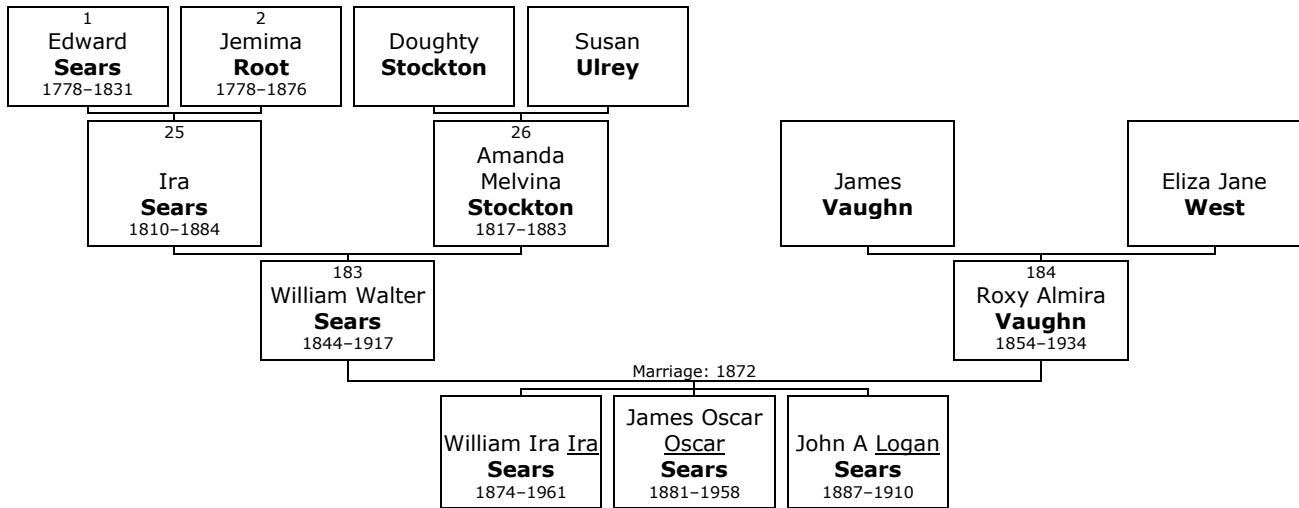 1
Edward
Sears
1778–1831
2
Jemima
Root
1778–1876
Doughty
Stockton
Susan
Ulrey
25
Ira
Sears
1810–1884
26
Amanda
Melvina
Stockton
1817–1883
James
Vaughn
Eliza Jane
West
183
William Walter
Sears
1844–1917
184
Roxy Almira
Vaughn
1854–1934
Marriage: 1872
William Ira Ira
Sears
1874–1961
James Oscar
Oscar
Sears
1881–1958
John A Logan
Sears
1887–1910